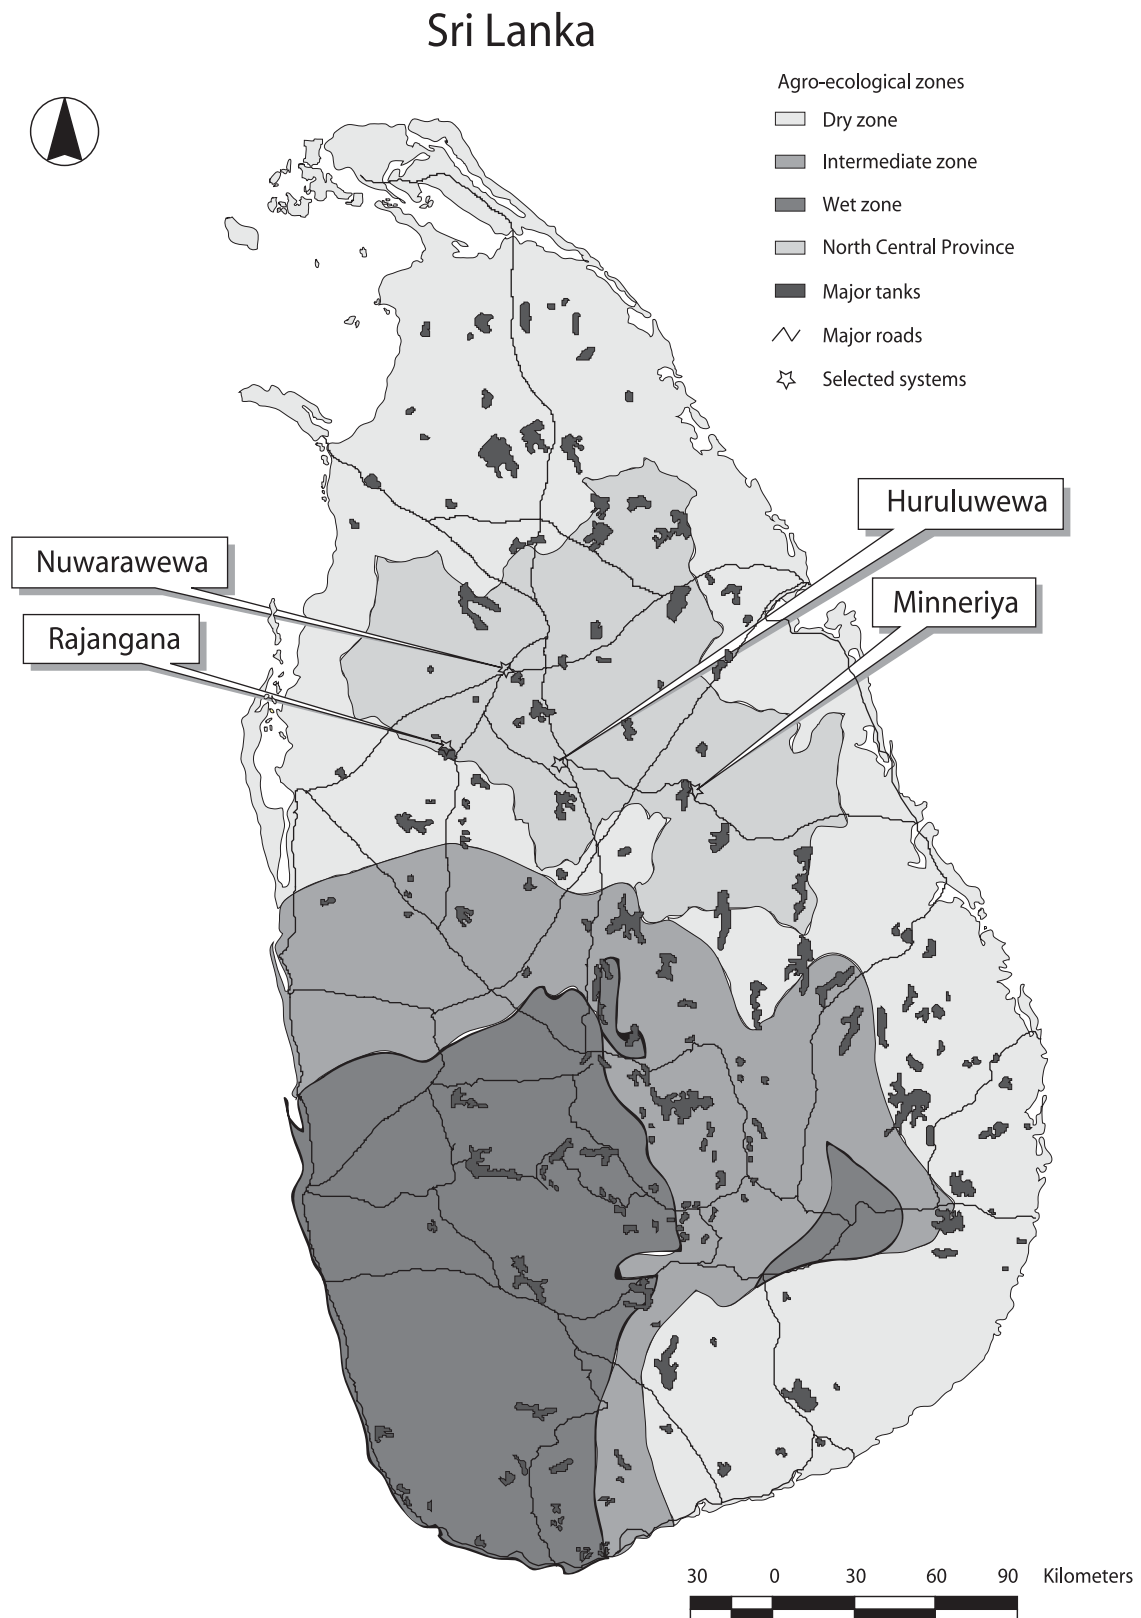 Sri Lanka
Agro-ecological zones
Dry zone
Intermediate zone
Wet zone
North Central Province
Major tanks
Major roads
Selected systems
Huruluwewa
Nuwarawewa
Minneriya
Rajangana
30 0 30 60 90 Kilometers